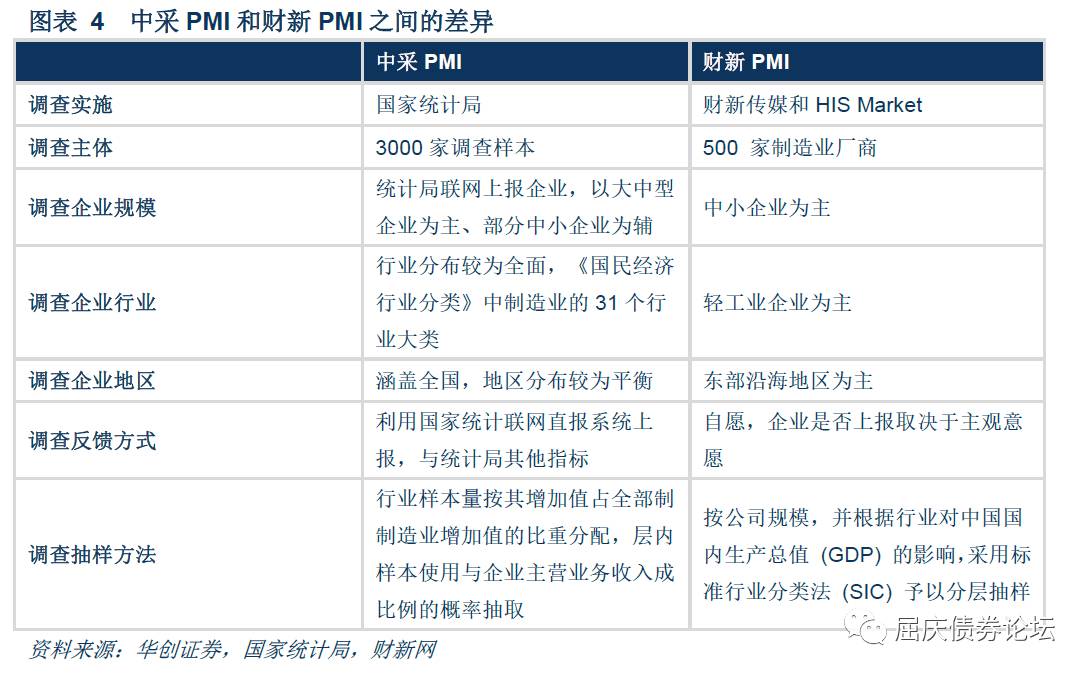 图表 4 中采 PMI 和财新 PMI 之间的差异
中采 PMI
财新 PMI
调查实施
国家统计局
财新传媒和 HIS Market
调查主体
3000 家调查样本
500 家制造业厂商
调查企业规模
统计局联网上报企业，以大中型
企业为主、部分中小企业为辅
中小企业为主
调查企业行业
行业分布较为全面，《国民经济
行业分类》中制造业的 31 个行
业大类
轻工业企业为主
调查企业地区
涵盖全国，地区分布较为平衡
东部沿海地区为主
调查反馈方式
利用国家统计联网直报系统上
报，与统计局其他指标
自愿，企业是否上报取决于主观意
愿
调查抽样方法
行业样本量按其增加值占全部制
制造业增加值的比重分配，层内
样本使用与企业主营业务收入成
比例的概率抽取
按公司规模，并根据行业对中国国
内生产总值 (GDP) 的影响,采用标
准行业分类法 (SIC) 予以分层抽样
资料来源：华创证券，国家统计局，财新网
屈庆债券论坛